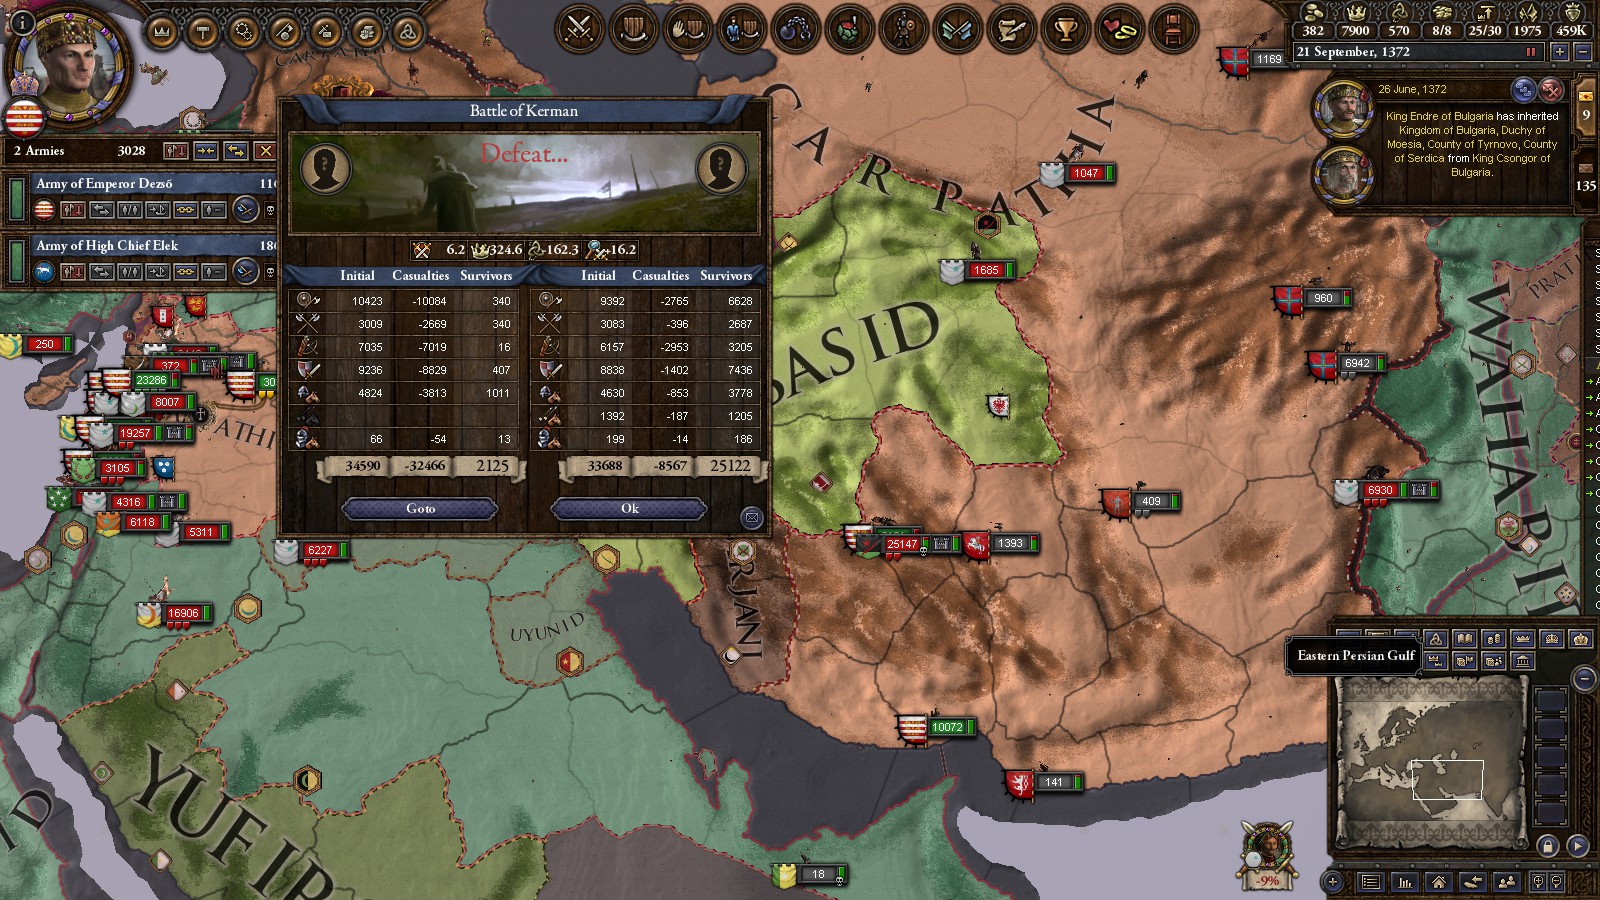 382 7900 570 8/8 25/30 1975 459K
21 September, 1372
1169
26 June, 1372
King Endre of Bulgaria has inherited
Kingdom of Bulgaria, Duchy of
Moesia, County of Tyrnovo, County
of Serdica from King Csongor of
Bulgaria.
9
135
2 Armies 3028
Army of Emperor Dezső
Army of High Chief Elek
Battle of Kerman
Defeat...
6.2 324.6 -162.3 +16.2
Initial Casualties Survivors Initial Casualties Survivors
10423 -10084 340 9392 -2765 6628
3009 -2669 340 3083 -396 2687
7035 -7019 16 6157 -2953 3205
9236 -8829 407 8838 -1402 7436
4824 -3813 1011 4630 -853 3778
1392 -187 1205
66 -54 13 199 -14 186
34590 -32466 2125 33688 -8567 25122
Goto Ok
CARPATHIA
1047
1685
960
6942
WAHABID
250
372
23286
30
8007
19257
3105
4316
6118
5311
6227
16906
6930
409
25147
1393
UYUNID
10072
141
18
Eastern Persian Gulf
-9%